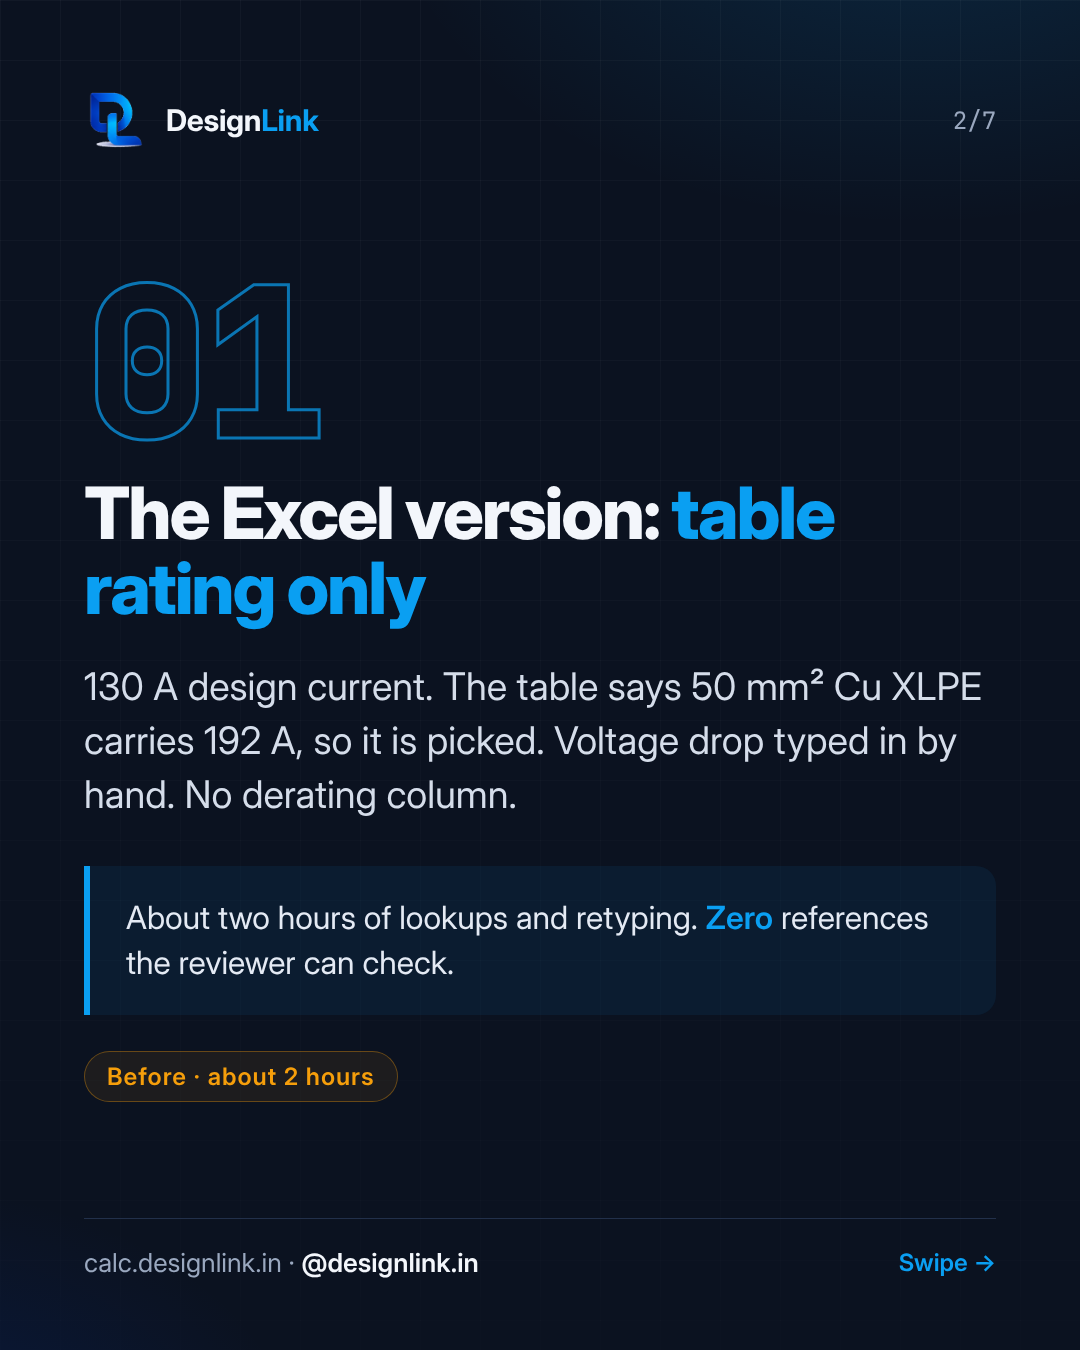 DesignLink
2/7
01
The Excel version: table
rating only
130 A design current. The table says 50 mm² Cu XLPE
carries 192 A, so it is picked. Voltage drop typed in by
hand. No derating column.
About two hours of lookups and retyping. Zero references
the reviewer can check.
Before · about 2 hours
calc.designlink.in · @designlink.in
Swipe →